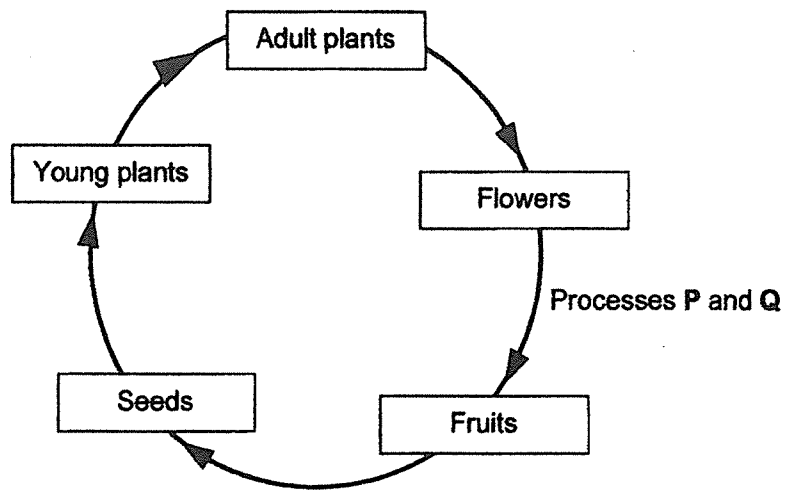 Adult plants
Young plants
Flowers
Processes P and Q
Seeds
Fruits